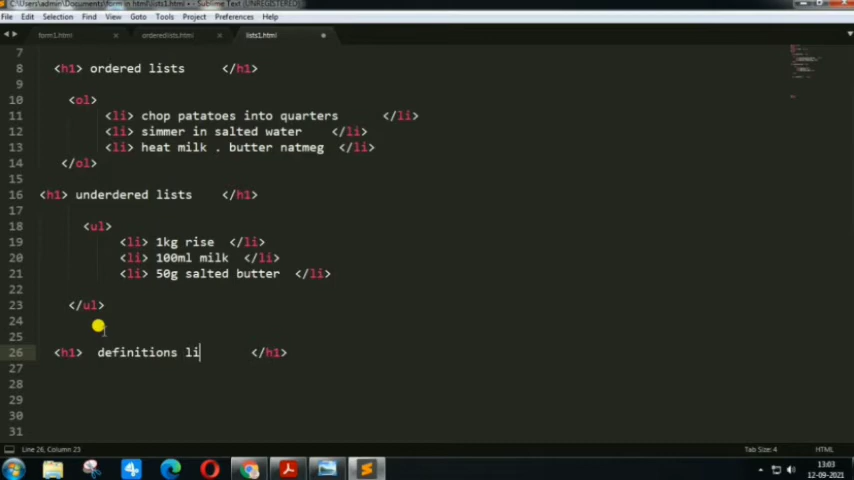 C:\Users\admin\Documents\form in html\lists1.html • - Sublime Text (UNREGISTERED)
File Edit Selection Find View Goto Tools Project Preferences Help
form1.html × orderedlists.html × lists1.html •
7
8 <h1> ordered lists </h1>
9
10 <ol>
11 <li> chop patatoes into quarters </li>
12 <li> simmer in salted water </li>
13 <li> heat milk . butter natmeg </li>
14 </ol>
15
16 <h1> underdered lists </h1>
17
18 <ul>
19 <li> 1kg rise </li>
20 <li> 100ml milk </li>
21 <li> 50g salted butter </li>
22
23 </ul>
24
25
26 <h1> definitions li </h1>
27
28
29
30
31
Line 26, Column 23 Tab Size: 4 HTML
13:03
12-09-2021